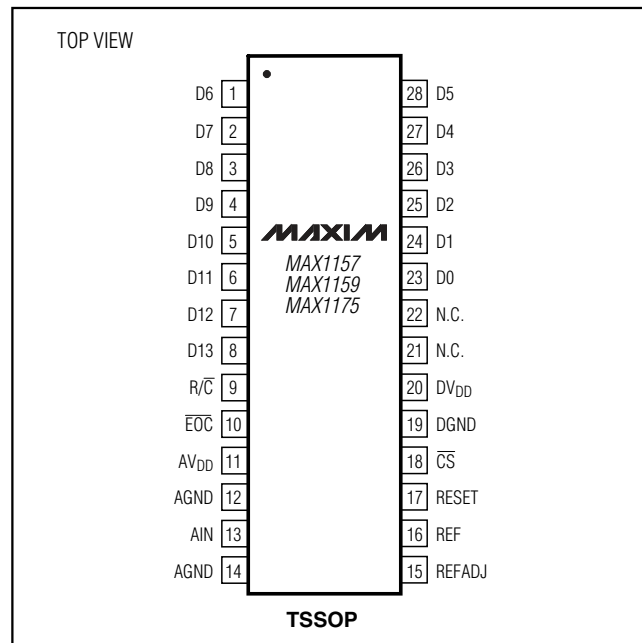 TOP VIEW
D6 1 28 D5
D7 2 27 D4
D8 3 26 D3
D9 4 25 D2
D10 5 MAXIM 24 D1
D11 6 MAX1157 23 D0
MAX1159
D12 7 MAX1175 22 N.C.
D13 8 21 N.C.
R/C̅ 9 20 DVDD
E̅O̅C̅ 10 19 DGND
AVDD 11 18 C̅S̅
AGND 12 17 RESET
AIN 13 16 REF
AGND 14 15 REFADJ
TSSOP